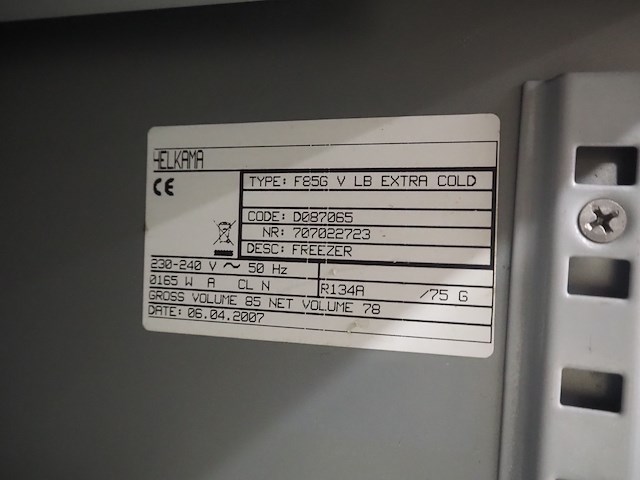 HELKAMA
CE
TYPE: F85G V LB EXTRA COLD
CODE: D087065
NR: 707022723
DESC: FREEZER
230-240 V ~ 50 Hz
0165 W A CL N R134A /75 G
GROSS VOLUME 85 NET VOLUME 78
DATE: 06.04.2007